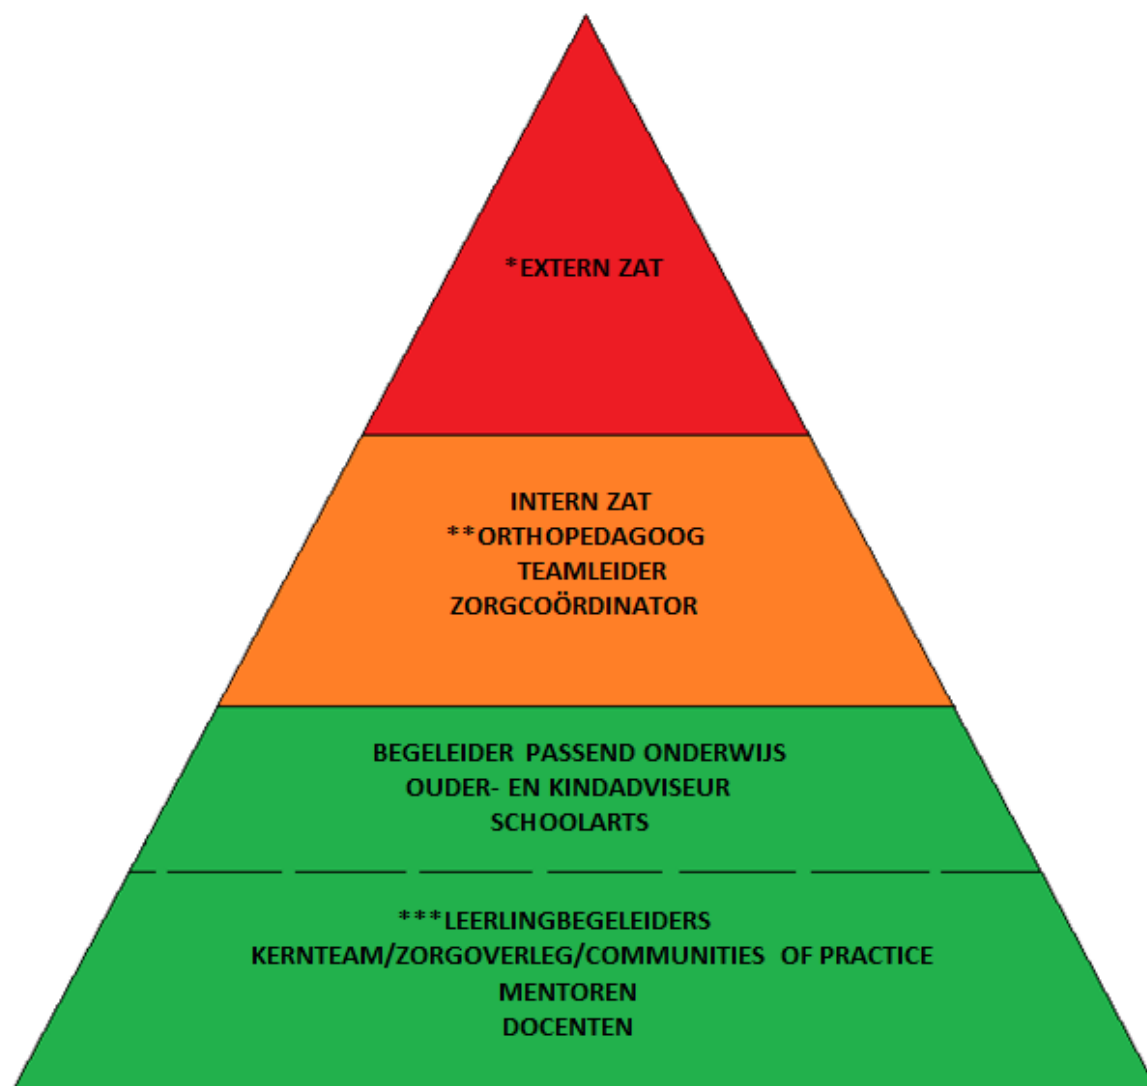 *EXTERN ZAT
INTERN ZAT
**ORTHOPEDAGOOG
TEAMLEIDER
ZORGCOÖRDINATOR
BEGELEIDER PASSEND ONDERWIJS
OUDER- EN KINDADVISEUR
SCHOOLARTS
***LEERLINGBEGELEIDERS
KERNTEAM/ZORGOVERLEG/COMMUNITIES OF PRACTICE
MENTOREN
DOCENTEN